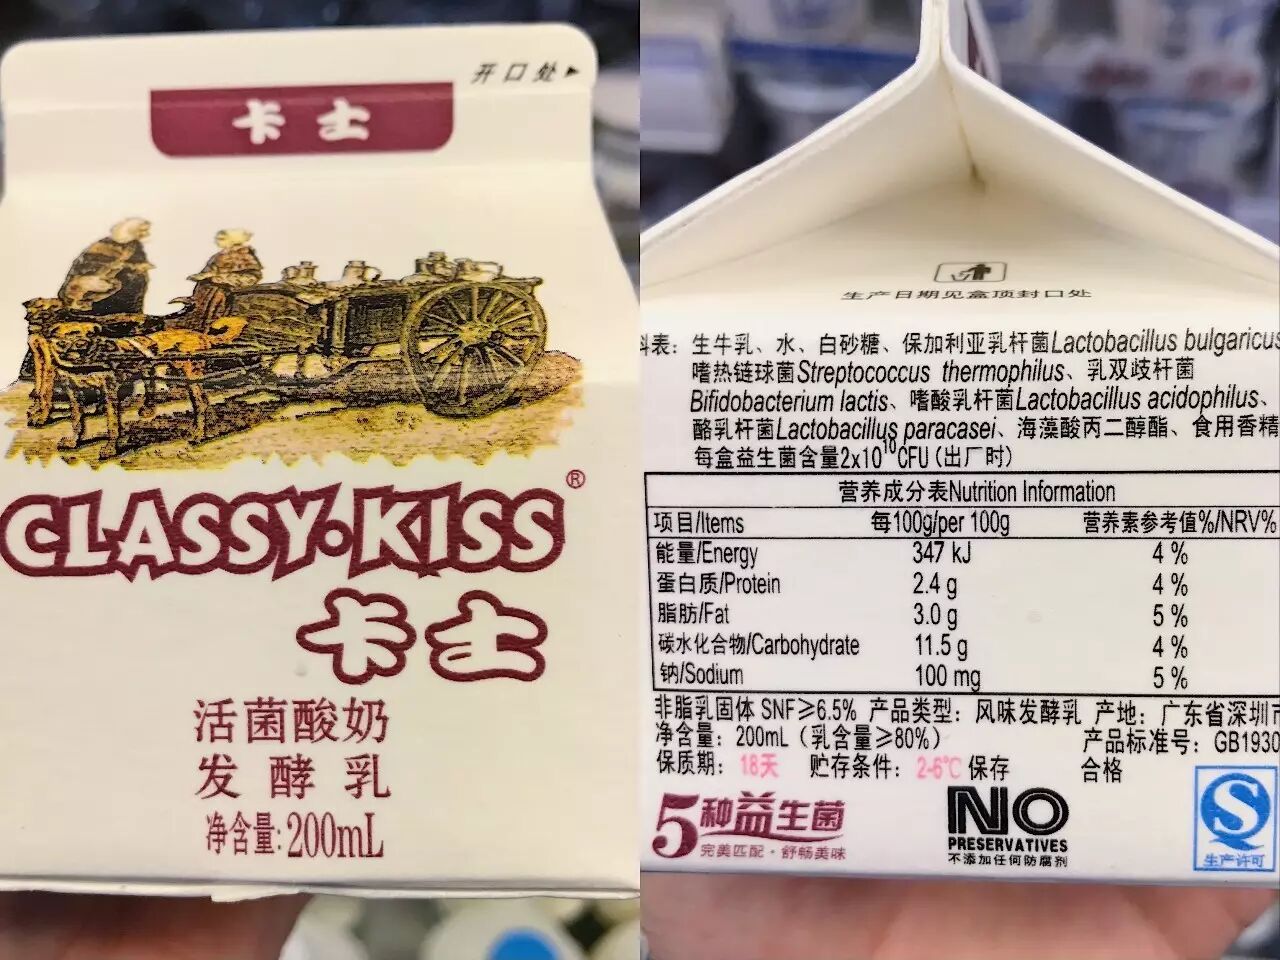 开口处▶
卡士
CLASSY·KISS®
卡士
活菌酸奶
发酵乳
净含量:200mL
生产日期见盒顶封口处
料表：生牛乳、水、白砂糖、保加利亚乳杆菌Lactobacillus bulgaricus
嗜热链球菌Streptococcus thermophilus、乳双歧杆菌
Bifidobacterium lactis、嗜酸乳杆菌Lactobacillus acidophilus、
酪乳杆菌Lactobacillus paracasei、海藻酸丙二醇酯、食用香精
每盒益生菌含量2x10¹⁰CFU（出厂时）
营养成分表Nutrition Information
项目/Items 每100g/per 100g 营养素参考值%/NRV%
能量/Energy 347 kJ 4 %
蛋白质/Protein 2.4 g 4 %
脂肪/Fat 3.0 g 5 %
碳水化合物/Carbohydrate 11.5 g 4 %
钠/Sodium 100 mg 5 %
非脂乳固体 SNF≥6.5% 产品类型：风味发酵乳 产地：广东省深圳市
净含量：200mL（乳含量≥80%） 产品标准号：GB1930
保质期：18天 贮存条件：2-6℃保存 合格
5种益生菌
完美匹配·舒畅美味
NO
PRESERVATIVES
不添加任何防腐剂
生产许可